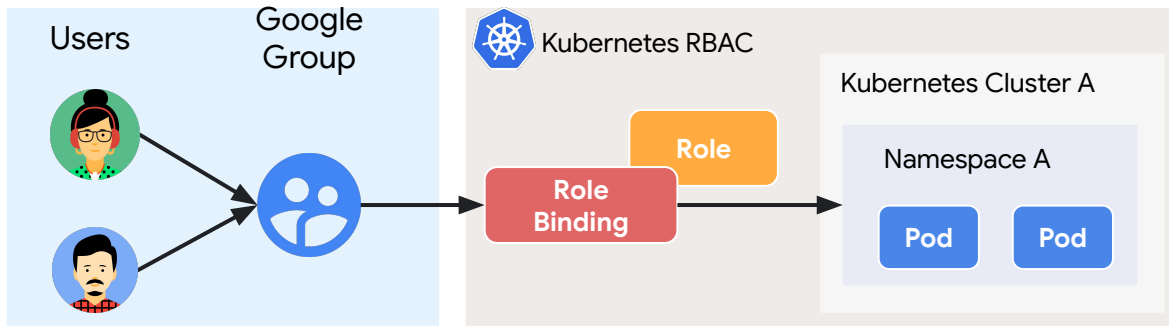 Users
Google
Group
Kubernetes RBAC
Kubernetes Cluster A
Role
Role
Binding
Namespace A
Pod
Pod